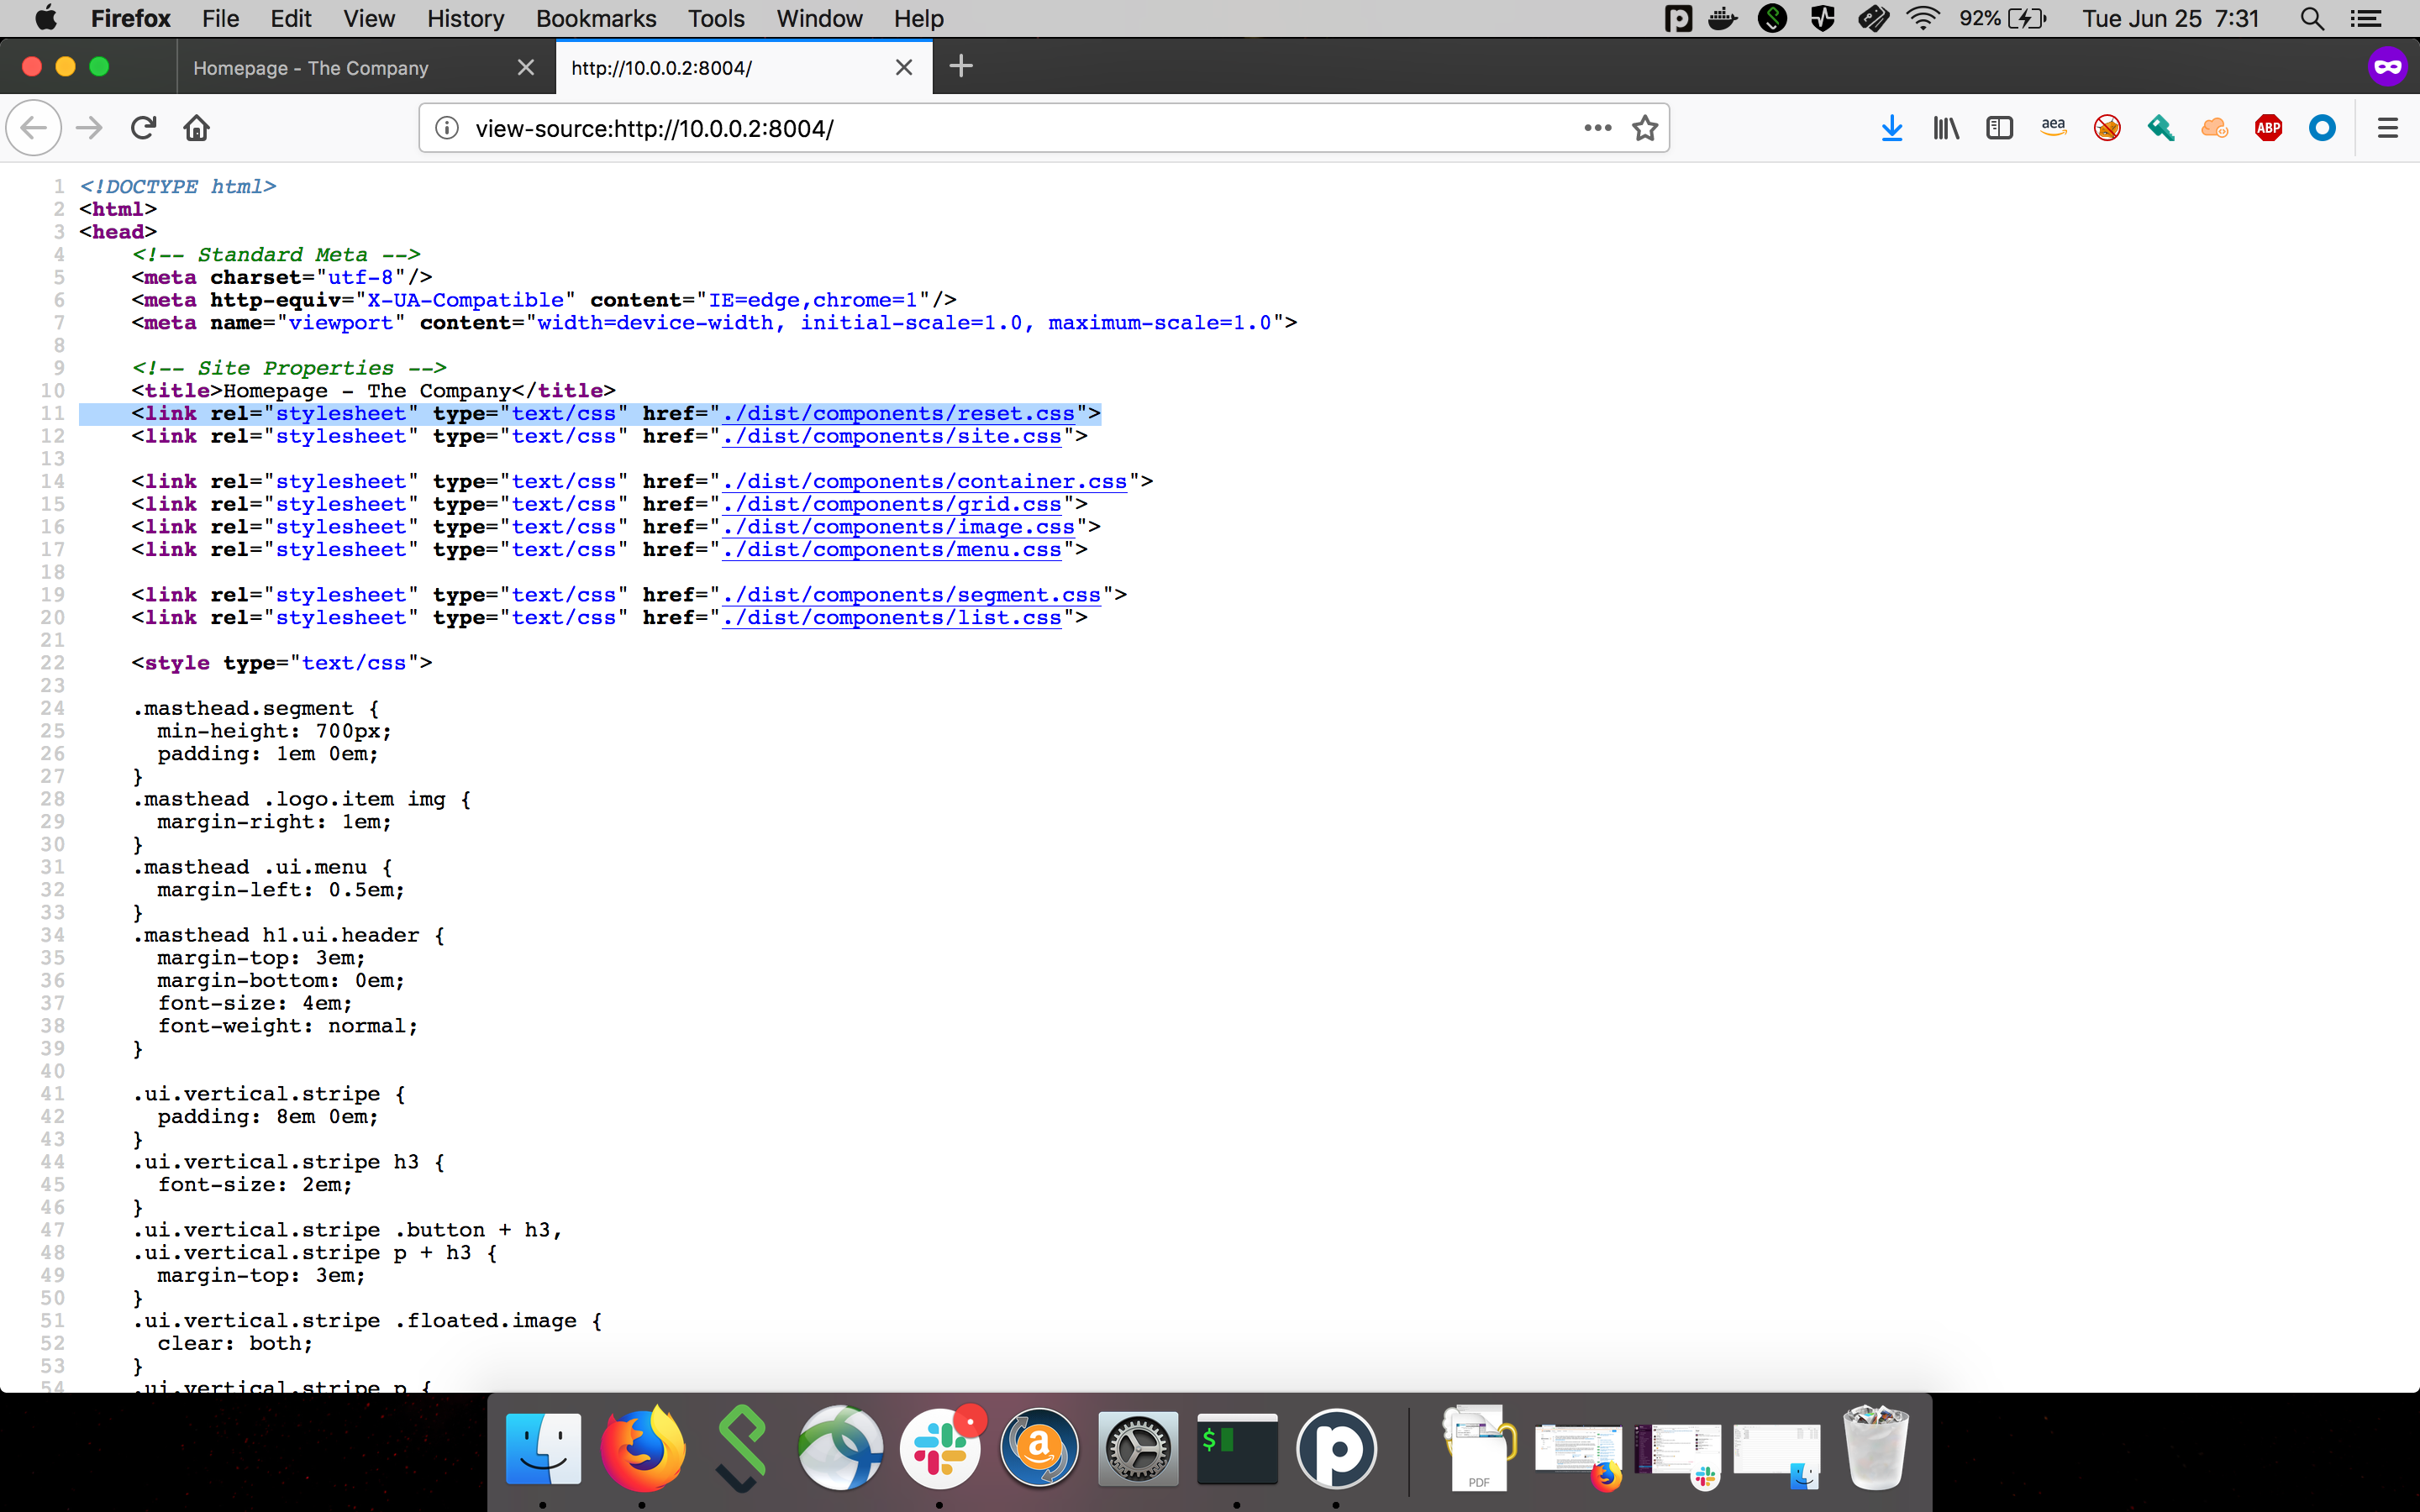 Firefox File Edit View History Bookmarks Tools Window Help 92% Tue Jun 25 7:31
Homepage - The Company http://10.0.0.2:8004/
view-source:http://10.0.0.2:8004/ aea ABP
1 <!DOCTYPE html>
2 <html>
3 <head>
4 <!-- Standard Meta -->
5 <meta charset="utf-8"/>
6 <meta http-equiv="X-UA-Compatible" content="IE=edge,chrome=1"/>
7 <meta name="viewport" content="width=device-width, initial-scale=1.0, maximum-scale=1.0">
8
9 <!-- Site Properties -->
10 <title>Homepage - The Company</title>
11 <link rel="stylesheet" type="text/css" href="./dist/components/reset.css">
12 <link rel="stylesheet" type="text/css" href="./dist/components/site.css">
13
14 <link rel="stylesheet" type="text/css" href="./dist/components/container.css">
15 <link rel="stylesheet" type="text/css" href="./dist/components/grid.css">
16 <link rel="stylesheet" type="text/css" href="./dist/components/image.css">
17 <link rel="stylesheet" type="text/css" href="./dist/components/menu.css">
18
19 <link rel="stylesheet" type="text/css" href="./dist/components/segment.css">
20 <link rel="stylesheet" type="text/css" href="./dist/components/list.css">
21
22 <style type="text/css">
23
24 .masthead.segment {
25 min-height: 700px;
26 padding: 1em 0em;
27 }
28 .masthead .logo.item img {
29 margin-right: 1em;
30 }
31 .masthead .ui.menu {
32 margin-left: 0.5em;
33 }
34 .masthead h1.ui.header {
35 margin-top: 3em;
36 margin-bottom: 0em;
37 font-size: 4em;
38 font-weight: normal;
39 }
40
41 .ui.vertical.stripe {
42 padding: 8em 0em;
43 }
44 .ui.vertical.stripe h3 {
45 font-size: 2em;
46 }
47 .ui.vertical.stripe .button + h3,
48 .ui.vertical.stripe p + h3 {
49 margin-top: 3em;
50 }
51 .ui.vertical.stripe .floated.image {
52 clear: both;
53 }
54 .ui.vertical.stripe p {
$ PDF